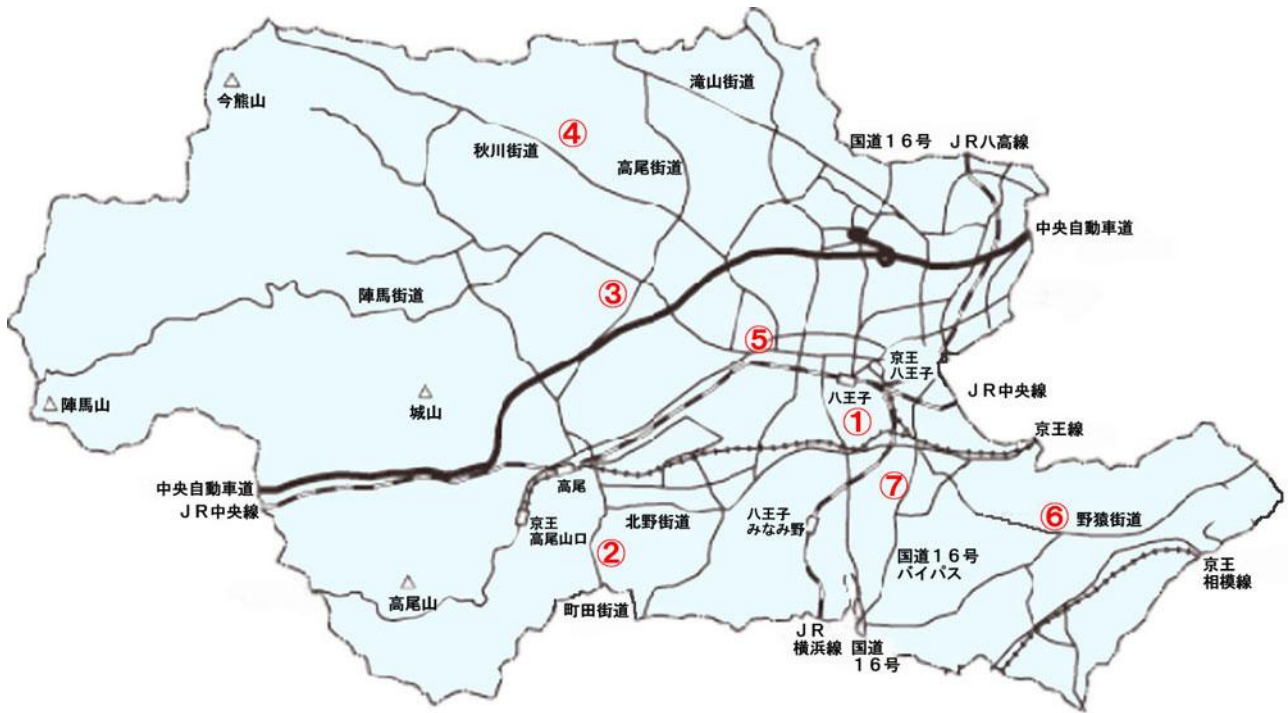 今熊山
滝山街道
④
秋川街道
高尾街道
国道16号
JR八高線
中央自動車道
陣馬街道
③
⑤
京王
八王子
陣馬山
城山
八王子
①
JR中央線
京王線
中央自動車道
JR中央線
高尾
京王
高尾山口
北野街道
②
八王子
みなみ野
⑦
⑥
野猿街道
国道16号
バイパス
京王
相模線
高尾山
町田街道
JR
横浜線
国道
16号